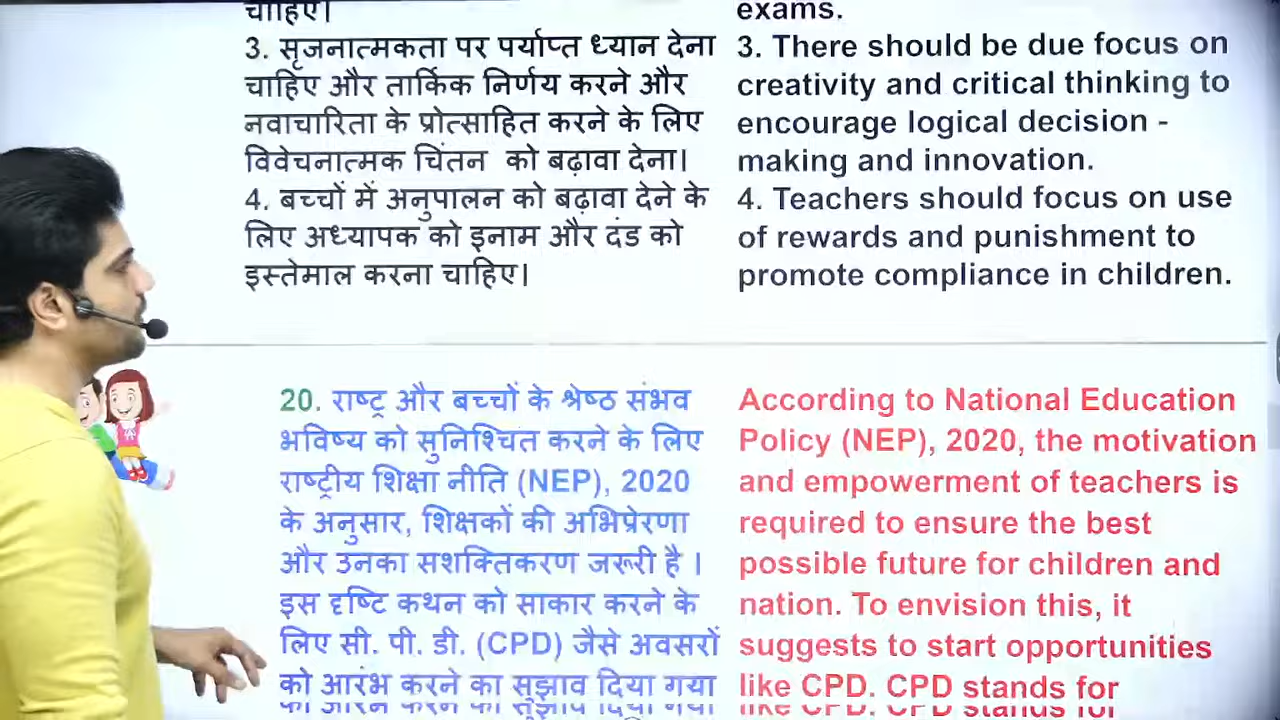 चाहिए।
3. सृजनात्मकता पर पर्याप्त ध्यान देना
चाहिए और तार्किक निर्णय करने और
नवाचारिता के प्रोत्साहित करने के लिए
विवेचनात्मक चिंतन को बढ़ावा देना।
4. बच्चों में अनुपालन को बढ़ावा देने के
लिए अध्यापक को इनाम और दंड को
इस्तेमाल करना चाहिए।
exams.
3. There should be due focus on
creativity and critical thinking to
encourage logical decision -
making and innovation.
4. Teachers should focus on use
of rewards and punishment to
promote compliance in children.
20. राष्ट्र और बच्चों के श्रेष्ठ संभव
भविष्य को सुनिश्चित करने के लिए
राष्ट्रीय शिक्षा नीति (NEP), 2020
के अनुसार, शिक्षकों की अभिप्रेरणा
और उनका सशक्तिकरण जरूरी है ।
इस दृष्टि कथन को साकार करने के
लिए सी. पी. डी. (CPD) जैसे अवसरों
को आरंभ करने का सुझाव दिया गया
According to National Education
Policy (NEP), 2020, the motivation
and empowerment of teachers is
required to ensure the best
possible future for children and
nation. To envision this, it
suggests to start opportunities
like CPD. CPD stands for